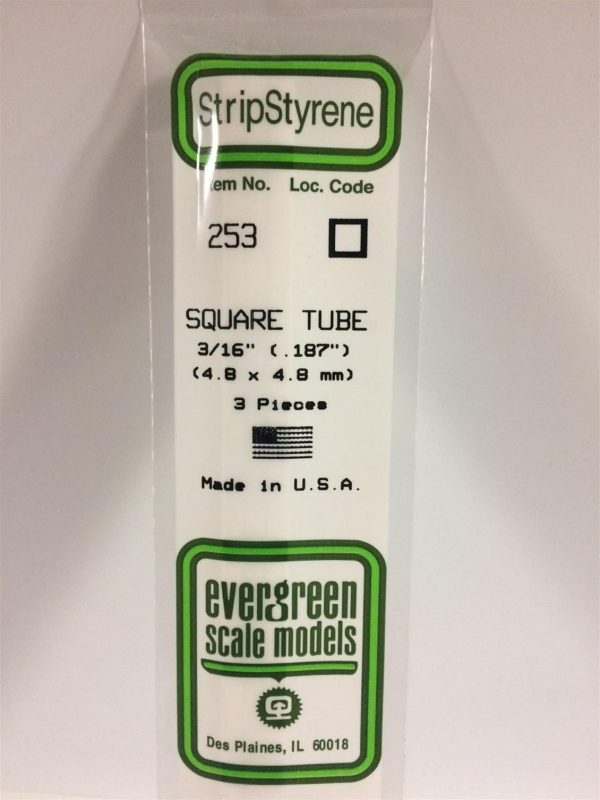 StripStyrene
Item No. Loc. Code
253
SQUARE TUBE
3/16" (.187")
(4.8 x 4.8 mm)
3 Pieces
Made in U.S.A.
evergreen
scale models
Des Plaines, IL 60018